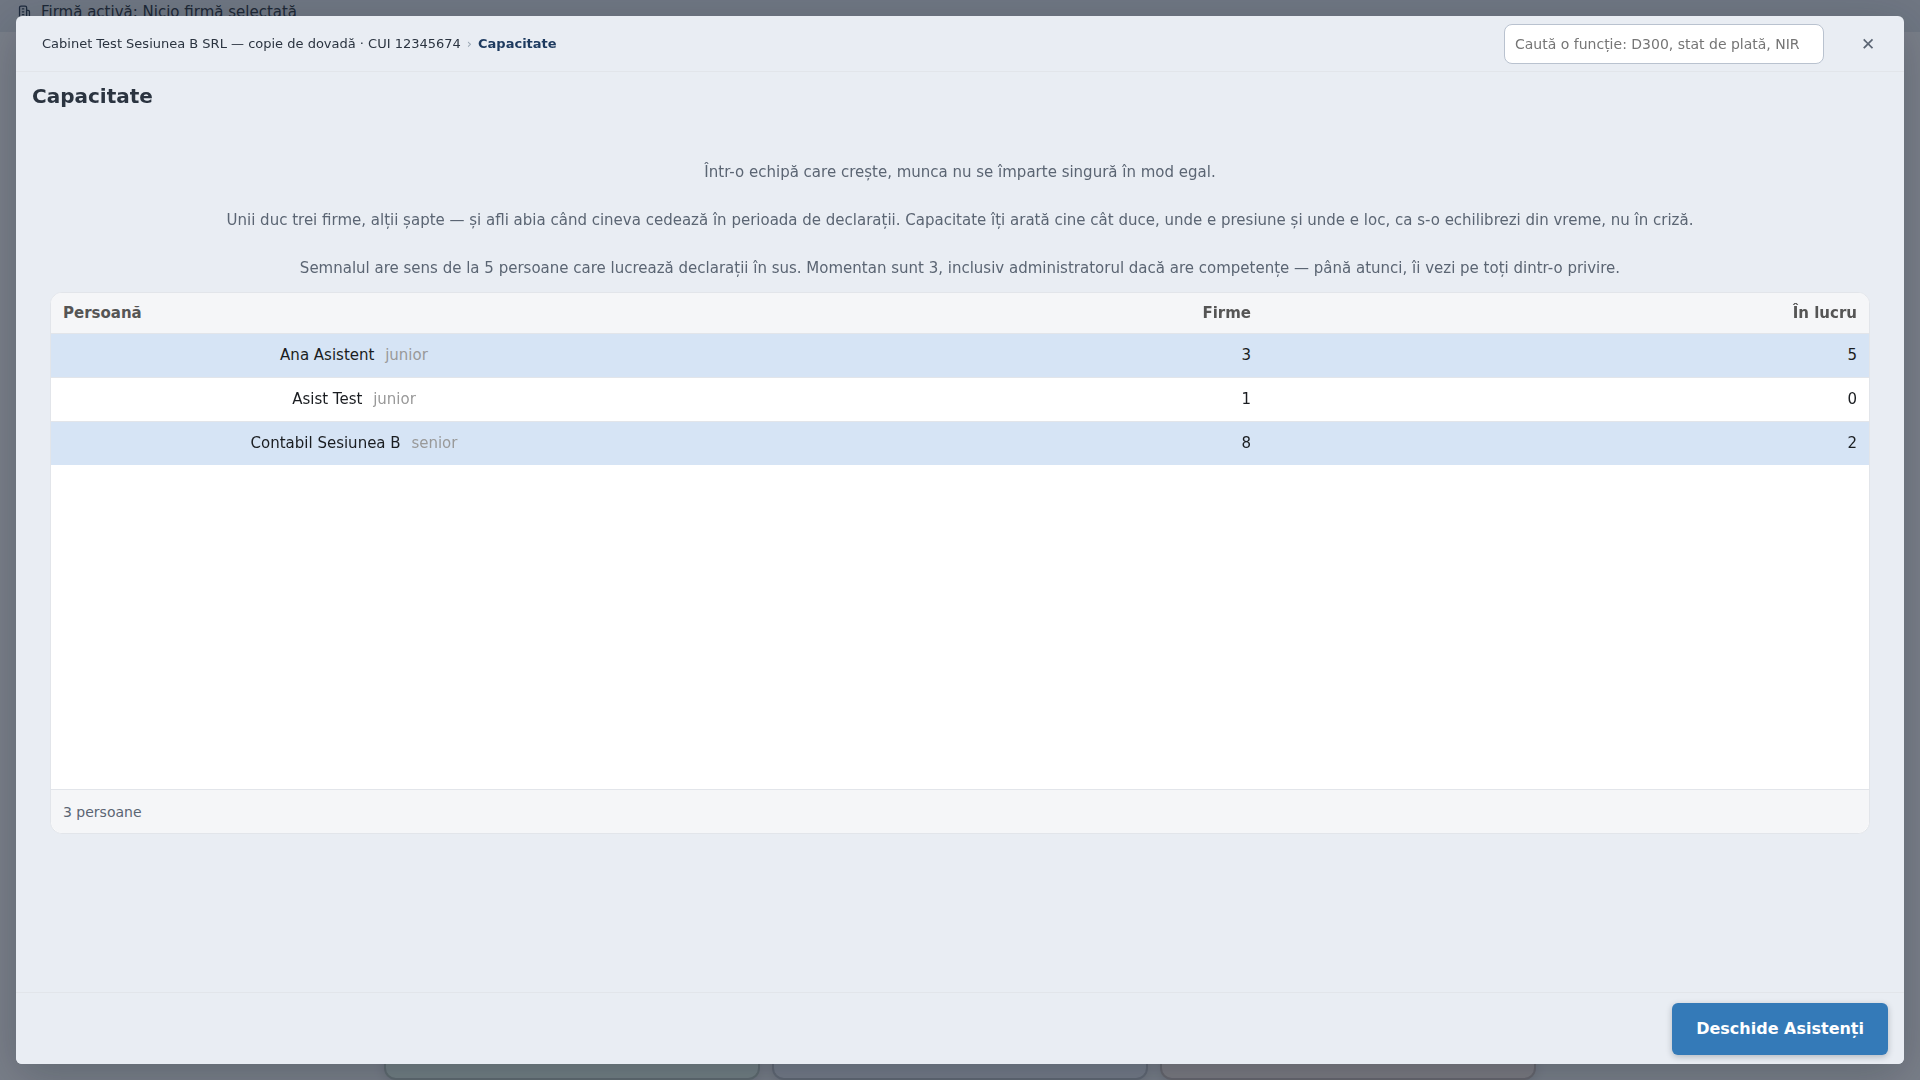 Firmă activă: Nicio firmă selectată
Cabinet Test Sesiunea B SRL — copie de dovadă · CUI 12345674 › Capacitate
Caută o funcție: D300, stat de plată, NIR
×
Capacitate
Într-o echipă care crește, munca nu se împarte singură în mod egal.
Unii duc trei firme, alții șapte — și afli abia când cineva cedează în perioada de declarații. Capacitate îți arată cine cât duce, unde e presiune și unde e loc, ca s-o echilibrezi din vreme, nu în criză.
Semnalul are sens de la 5 persoane care lucrează declarații în sus. Momentan sunt 3, inclusiv administratorul dacă are competențe — până atunci, îi vezi pe toți dintr-o privire.
Persoană Firme În lucru
Ana Asistent junior 3 5
Asist Test junior 1 0
Contabil Sesiunea B senior 8 2
3 persoane
Deschide Asistenți